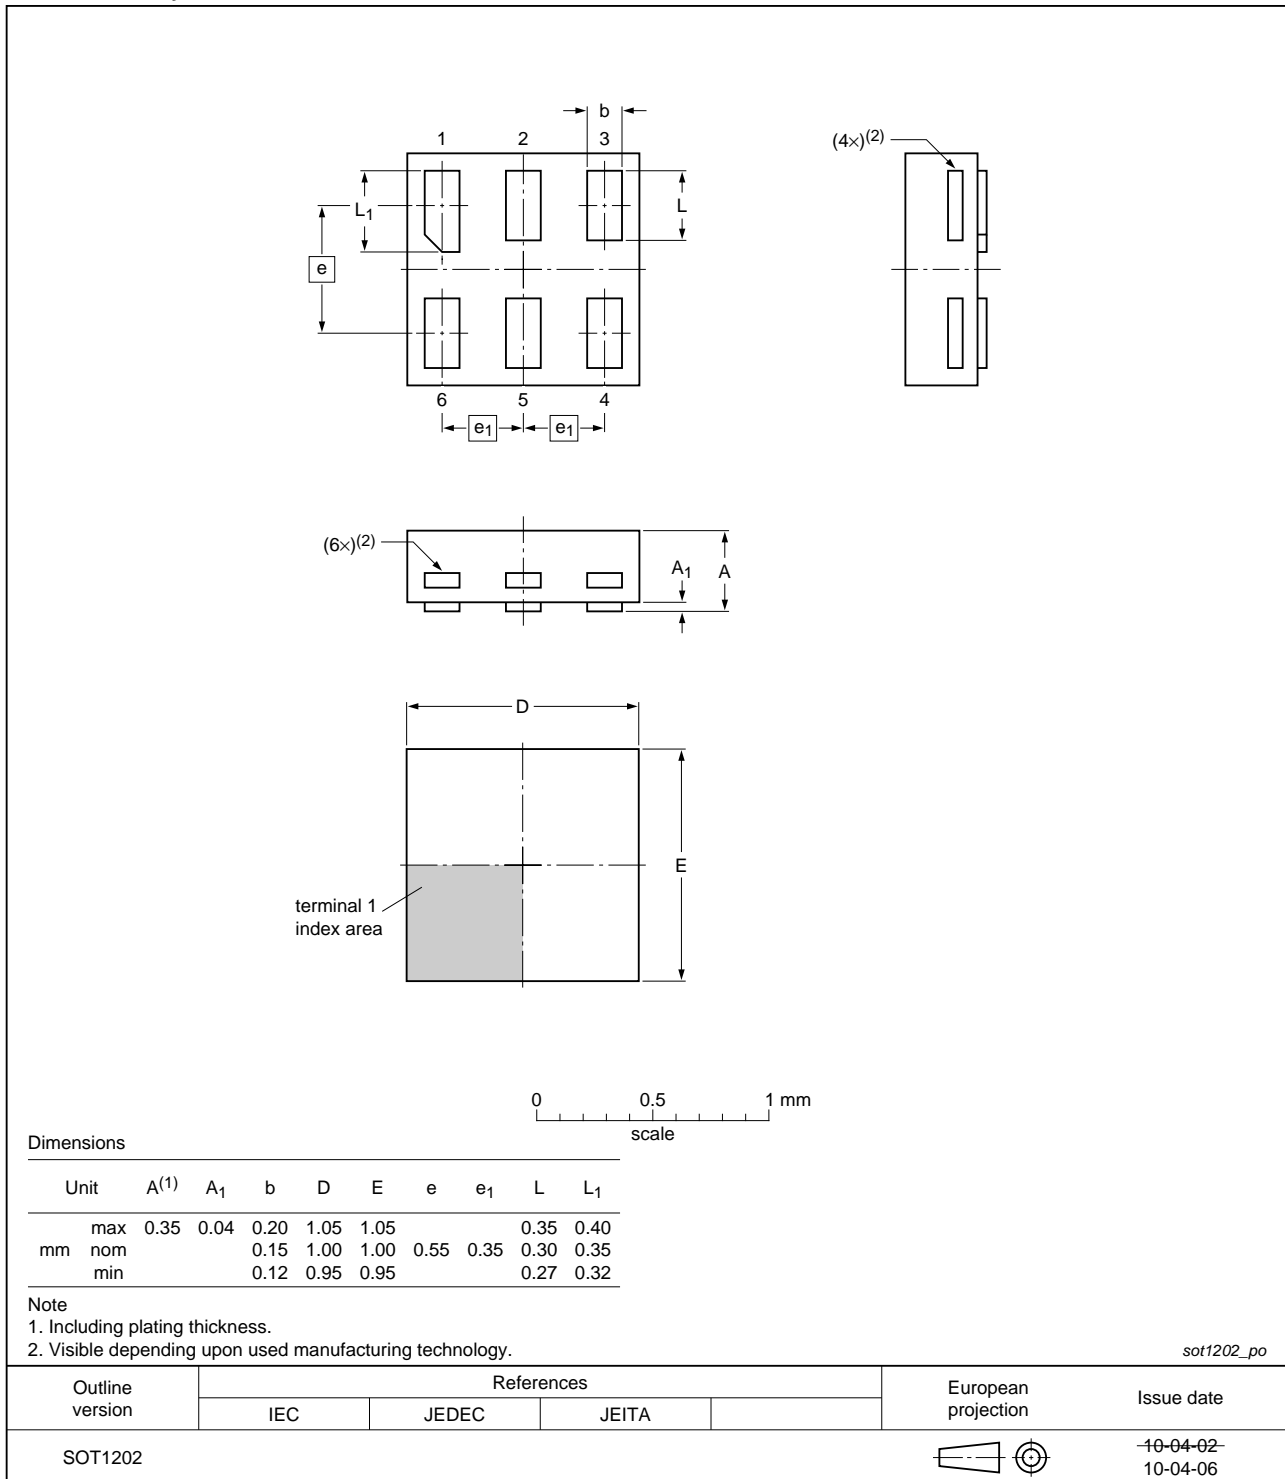 b
1 2 3
(4×)(2)
L1
L
e
6 5 4
e1 e1
(6×)(2)
A1 A
D
E
terminal 1
index area
0 0.5 1 mm
scale
Dimensions
Unit A(1) A1 b D E e e1 L L1
max 0.35 0.04 0.20 1.05 1.05 0.35 0.40
mm nom 0.15 1.00 1.00 0.55 0.35 0.30 0.35
min 0.12 0.95 0.95 0.27 0.32
Note
1. Including plating thickness.
2. Visible depending upon used manufacturing technology.
sot1202_po
Outline version
References
European projection
Issue date
IEC JEDEC JEITA
SOT1202
10-04-02
10-04-06